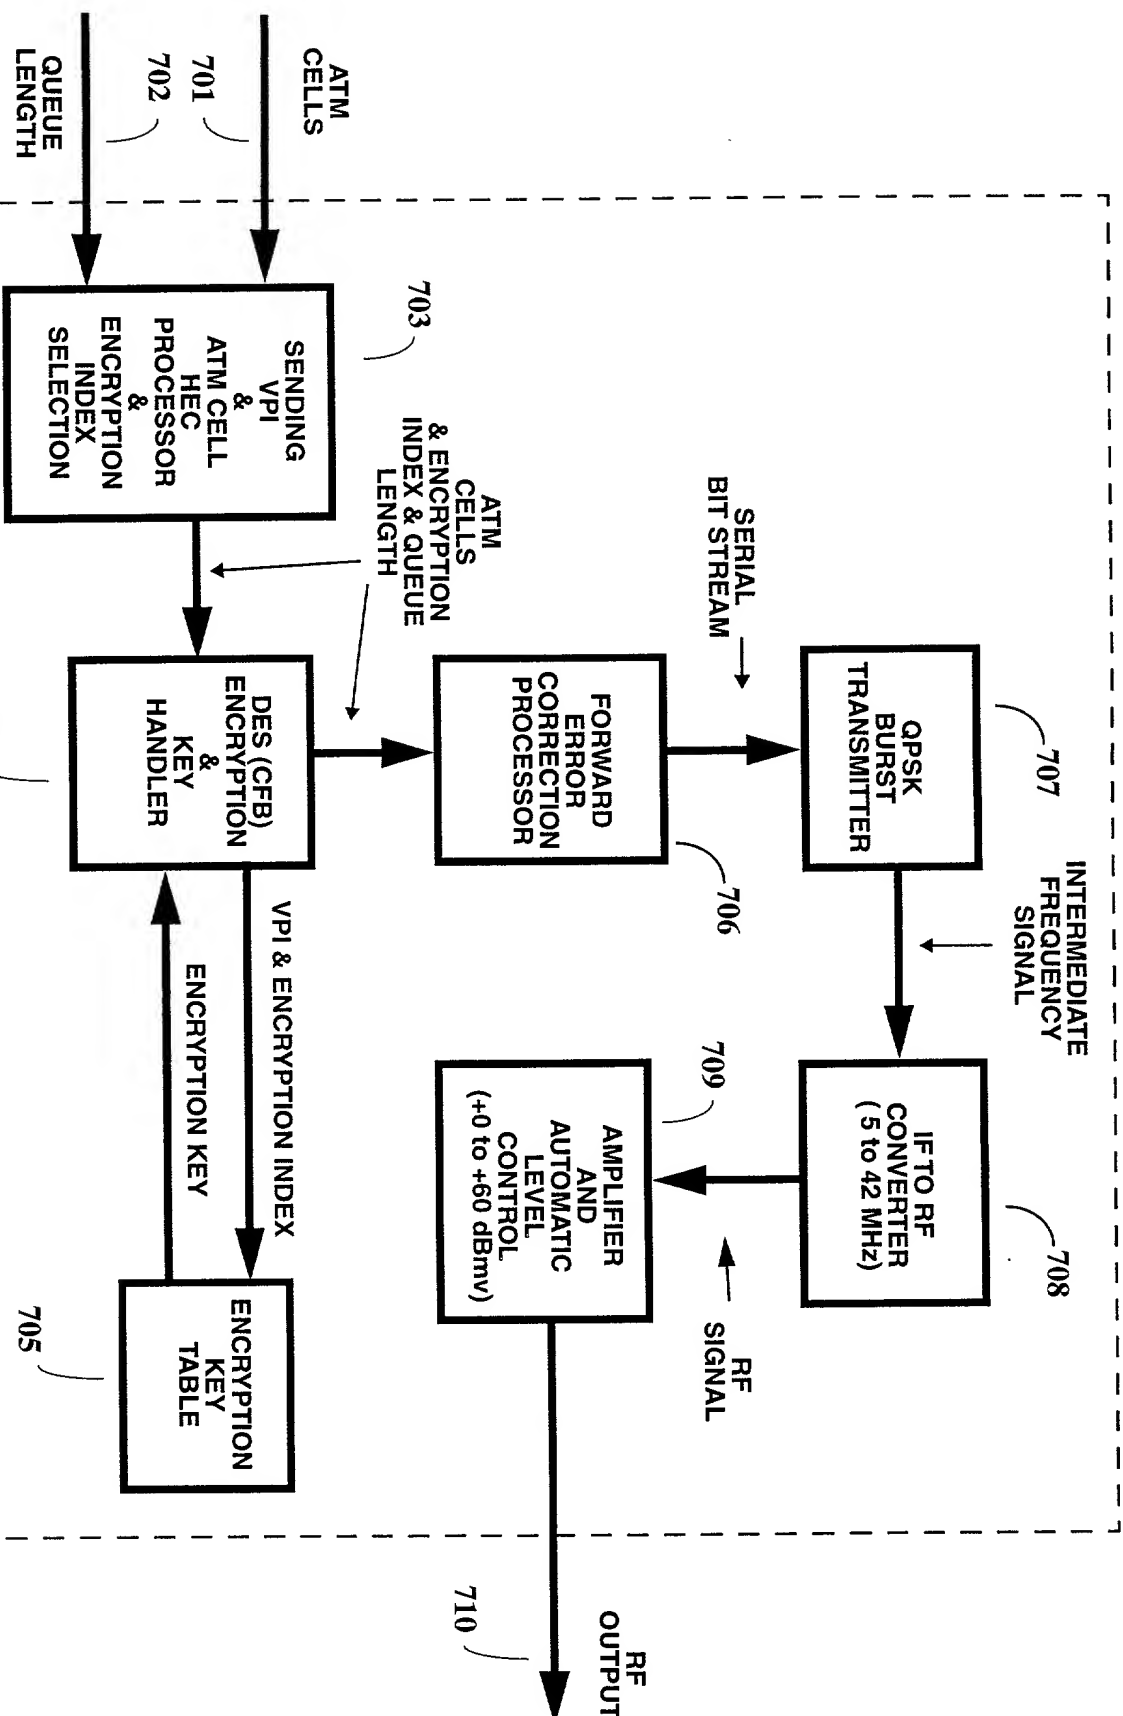 ATM
CELLS
701
702
QUEUE
LENGTH
703
SENDING
VPI
&
ATM CELL
HEC
PROCESSOR
&
ENCRYPTION
INDEX
SELECTION
ATM
CELLS
& ENCRYPTION
INDEX & QUEUE
LENGTH
DES (CFB)
ENCRYPTION
&
KEY
HANDLER
VPI & ENCRYPTION INDEX
ENCRYPTION KEY
ENCRYPTION
KEY
TABLE
705
FORWARD
ERROR
CORRECTION
PROCESSOR
706
SERIAL
BIT STREAM
QPSK
BURST
TRANSMITTER
707
INTERMEDIATE
FREQUENCY
SIGNAL
IF TO RF
CONVERTER
( 5 to 42 MHz)
708
RF
SIGNAL
709
AMPLIFIER
AND
AUTOMATIC
LEVEL
CONTROL
(+0 to +60 dBmv)
710
RF
OUTPUT